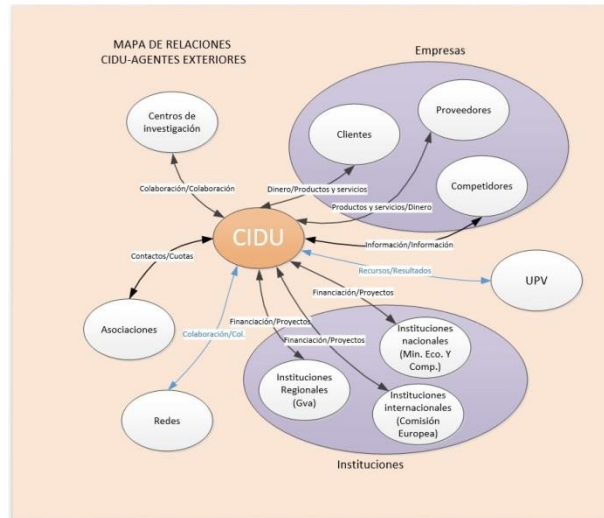 MAPA DE RELACIONES
CIDU-AGENTES EXTERIORES
Empresas
Centros de
investigación
Clientes
Proveedores
Competidores
Colaboración/Colaboración
Dinero/Productos y servicios
Productos y servicios/Dinero
CIDU
Información/Información
Contactos/Cuotas
Recursos/Resultados
UPV
Asociaciones
Financiación/Proyectos
Financiación/Proyectos
Financiación/Proyectos
Colaboración/Col.
Instituciones
nacionales
(Min. Eco. Y
Comp.)
Instituciones
Regionales
(Gva)
Instituciones
internacionales
(Comisión
Europea)
Redes
Instituciones